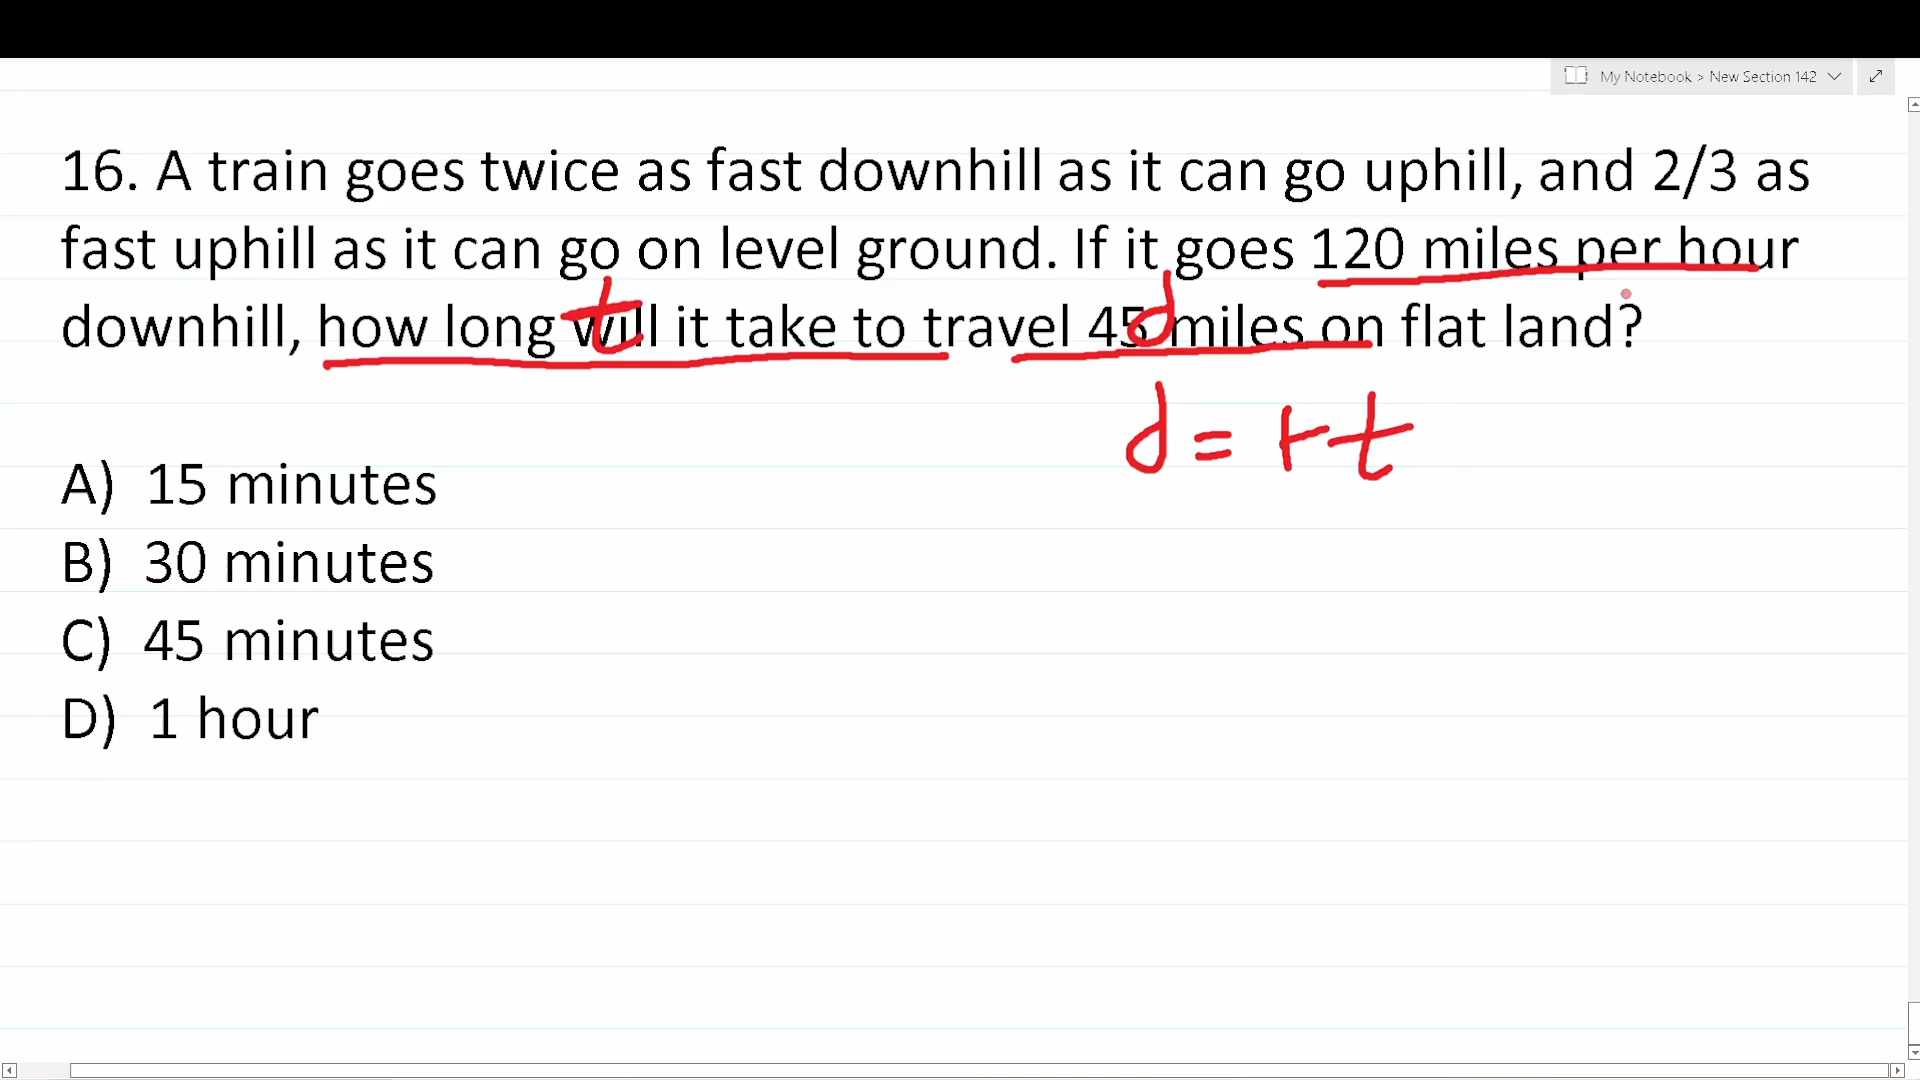 My Notebook > New Section 142
16. A train goes twice as fast downhill as it can go uphill, and 2/3 as
fast uphill as it can go on level ground. If it goes 120 miles per hour
t d
downhill, how long will it take to travel 45 miles on flat land?
d = rt
A) 15 minutes
B) 30 minutes
C) 45 minutes
D) 1 hour